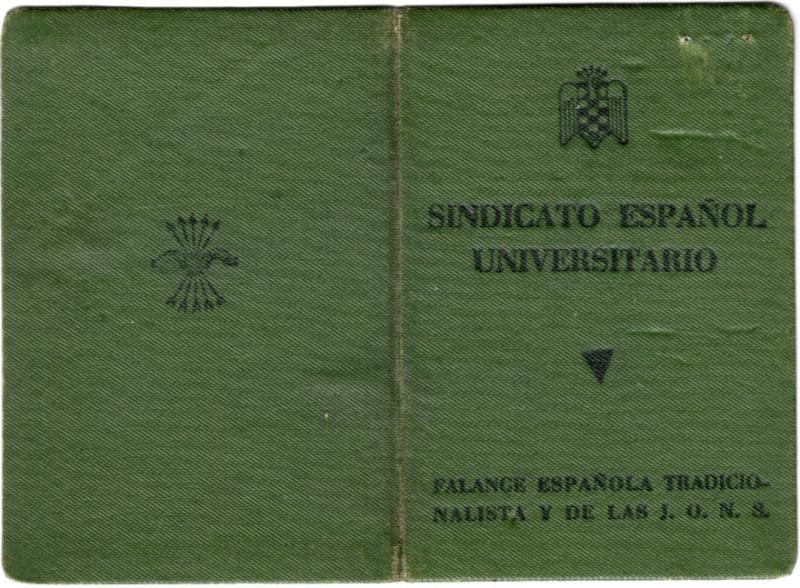 SINDICATO ESPAÑOL
UNIVERSITARIO
FALANGE ESPAÑOLA TRADICIO-
NALISTA Y DE LAS J. O. N. S.